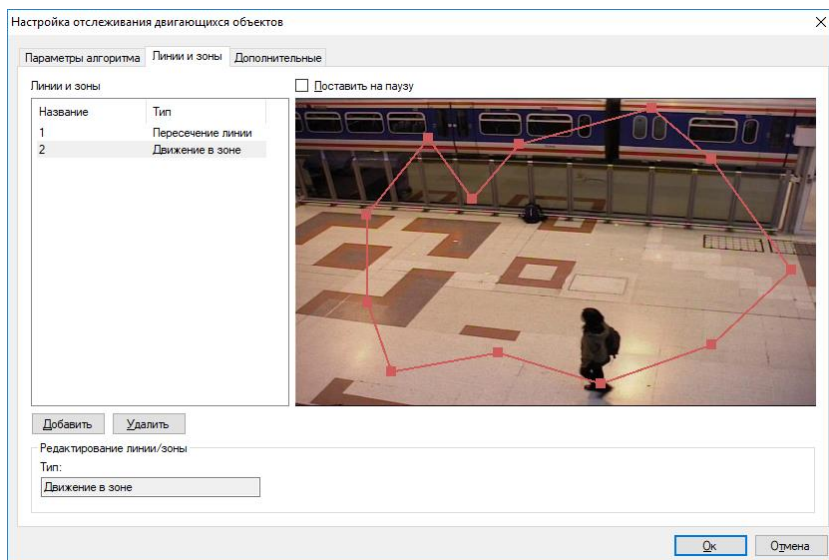 Настройка отслеживания двигающихся объектов
Параметры алгоритма Линии и зоны Дополнительные
Линии и зоны
Поставить на паузу
Название Тип
1 Пересечение линии
2 Движение в зоне
Добавить Удалить
Редактирование линии/зоны
Тип:
Движение в зоне
Ок Отмена